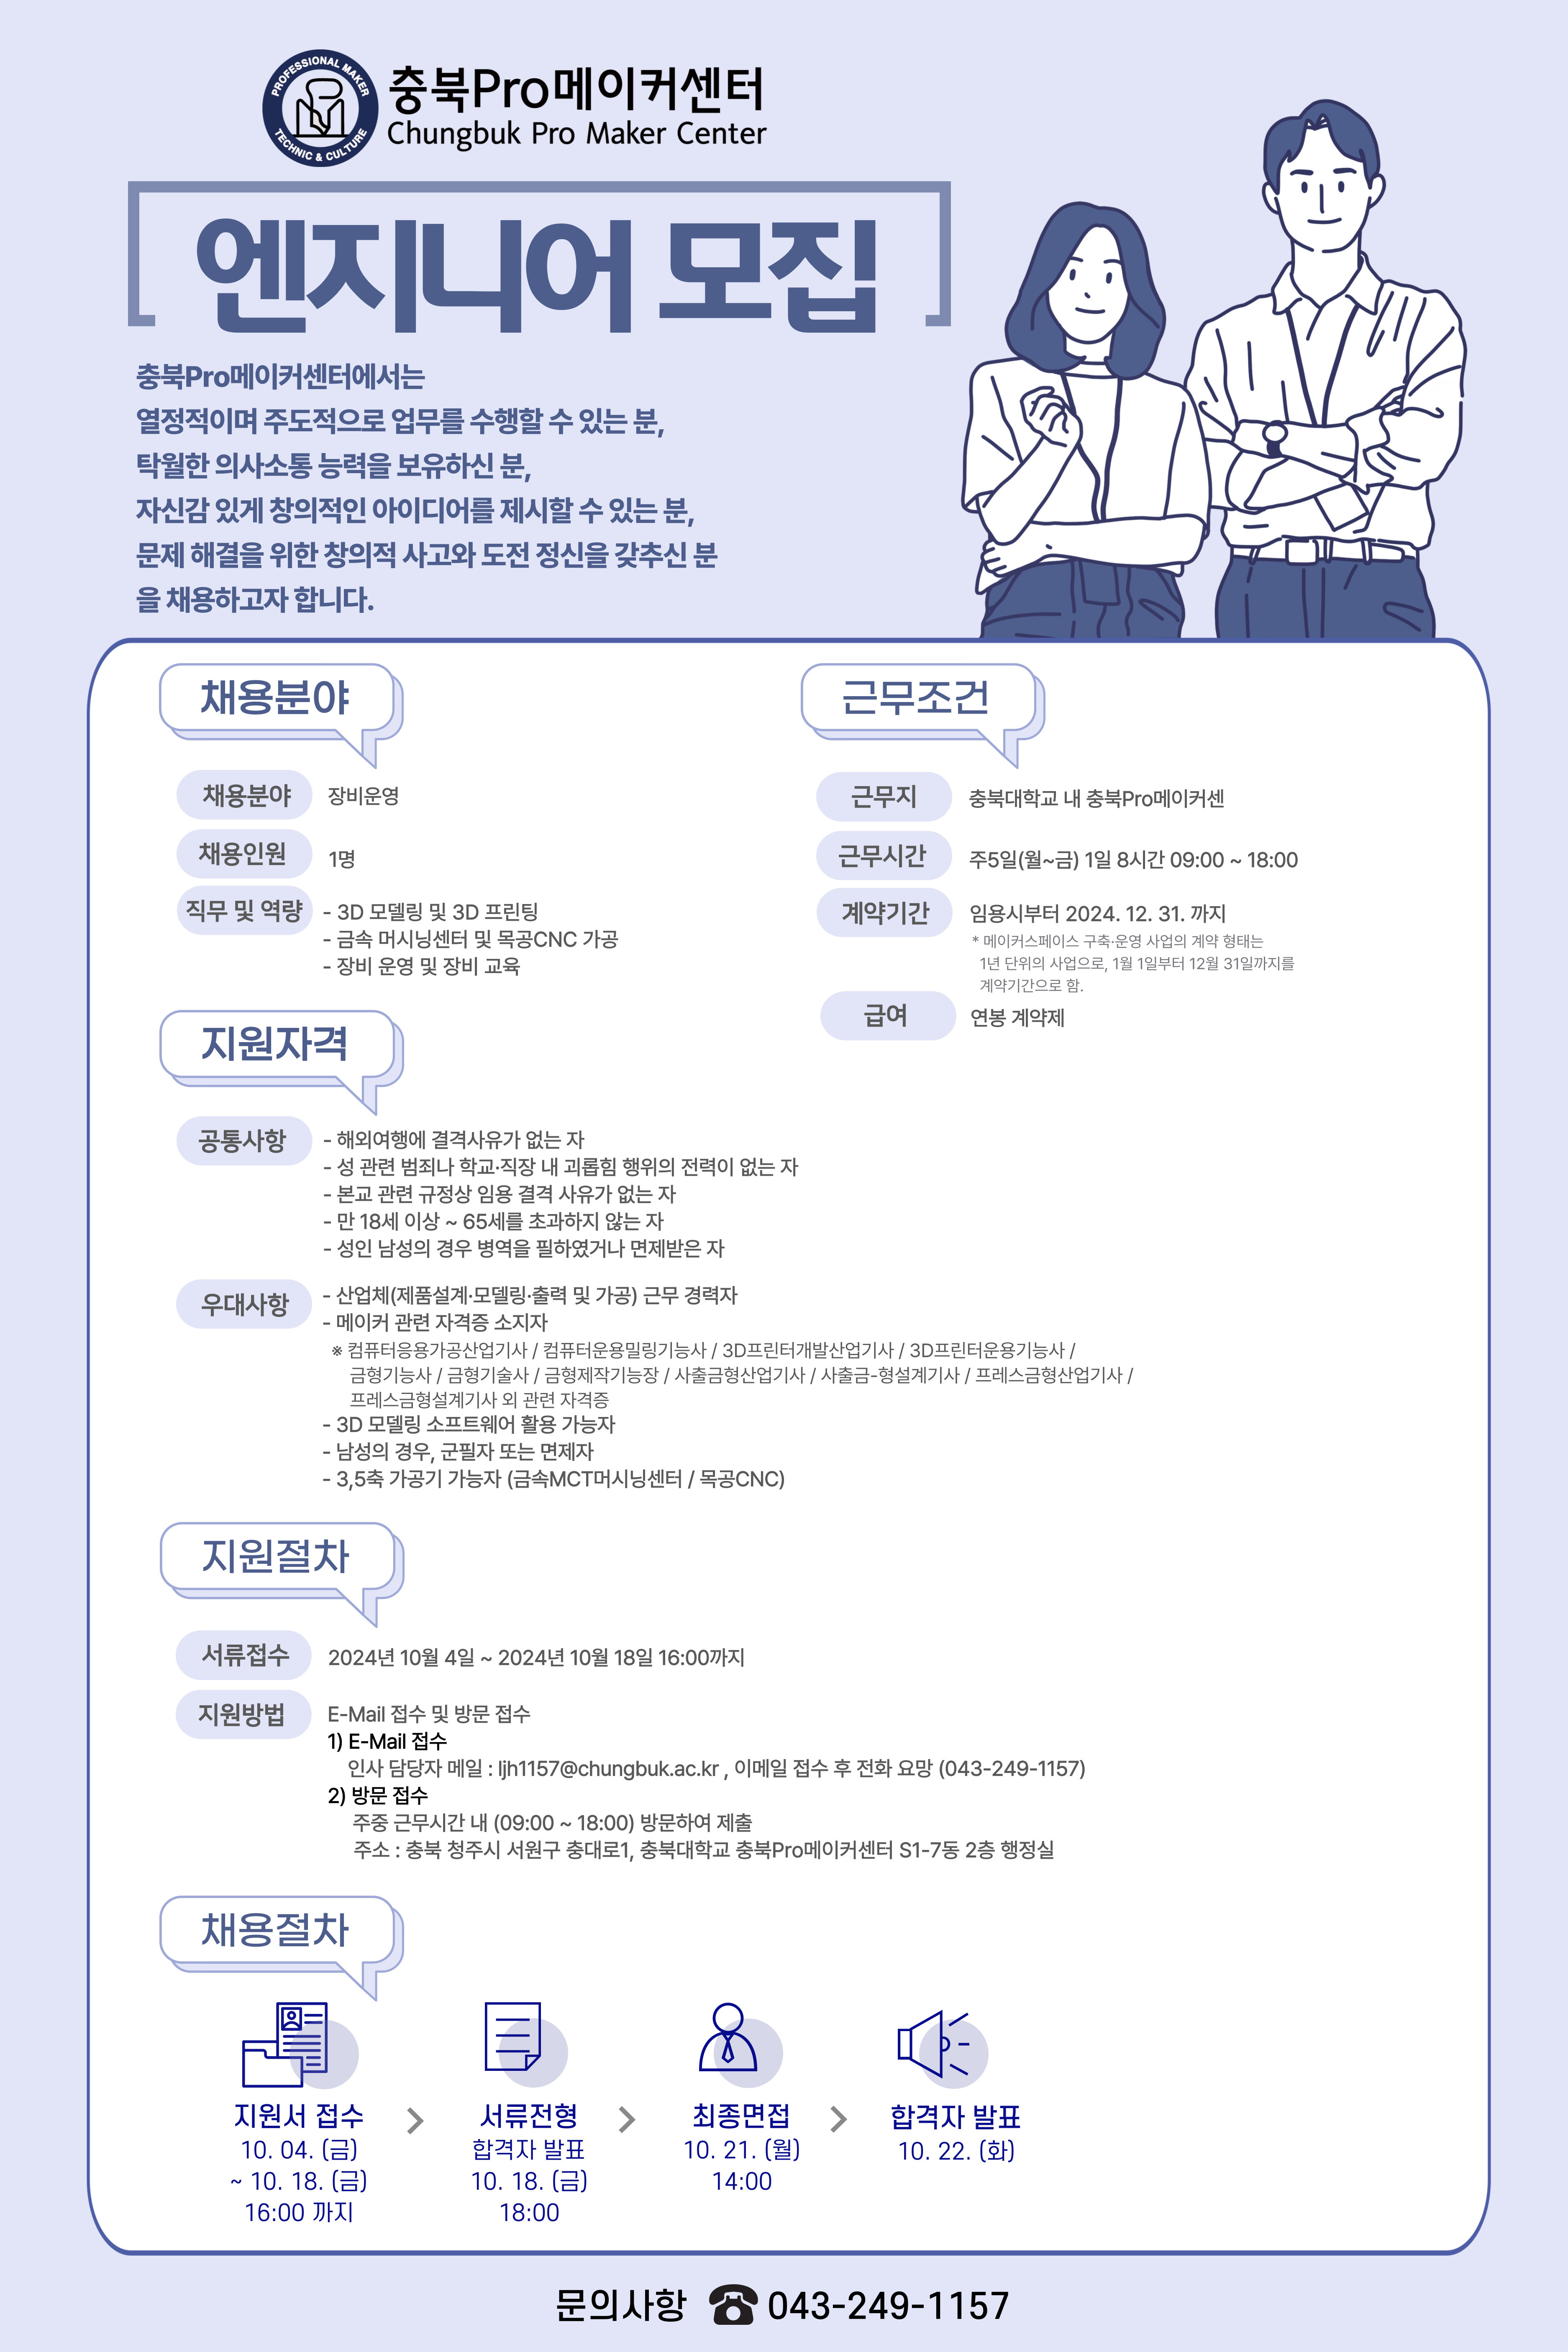 PROFESSIONAL MAKER
TECHNIC & CULTURE
충북Pro메이커센터
Chungbuk Pro Maker Center
엔지니어 모집
충북Pro메이커센터에서는
열정적이며 주도적으로 업무를 수행할 수 있는 분,
탁월한 의사소통 능력을 보유하신 분,
자신감 있게 창의적인 아이디어를 제시할 수 있는 분,
문제 해결을 위한 창의적 사고와 도전 정신을 갖추신 분
을 채용하고자 합니다.
채용분야
채용분야 장비운영
채용인원 1명
직무 및 역량 - 3D 모델링 및 3D 프린팅
- 금속 머시닝센터 및 목공CNC 가공
- 장비 운영 및 장비 교육
근무조건
근무지 충북대학교 내 충북Pro메이커센
근무시간 주5일(월~금) 1일 8시간 09:00 ~ 18:00
계약기간 임용시부터 2024. 12. 31. 까지
* 메이커스페이스 구축·운영 사업의 계약 형태는
1년 단위의 사업으로, 1월 1일부터 12월 31일까지를
계약기간으로 함.
급여 연봉 계약제
지원자격
공통사항 - 해외여행에 결격사유가 없는 자
- 성 관련 범죄나 학교·직장 내 괴롭힘 행위의 전력이 없는 자
- 본교 관련 규정상 임용 결격 사유가 없는 자
- 만 18세 이상 ~ 65세를 초과하지 않는 자
- 성인 남성의 경우 병역을 필하였거나 면제받은 자
우대사항 - 산업체(제품설계·모델링·출력 및 가공) 근무 경력자
- 메이커 관련 자격증 소지자
※ 컴퓨터응용가공산업기사 / 컴퓨터운용밀링기능사 / 3D프린터개발산업기사 / 3D프린터운용기능사 /
금형기능사 / 금형기술사 / 금형제작기능장 / 사출금형산업기사 / 사출금-형설계기사 / 프레스금형산업기사 /
프레스금형설계기사 외 관련 자격증
- 3D 모델링 소프트웨어 활용 가능자
- 남성의 경우, 군필자 또는 면제자
- 3,5축 가공기 가능자 (금속MCT머시닝센터 / 목공CNC)
지원절차
서류접수 2024년 10월 4일 ~ 2024년 10월 18일 16:00까지
지원방법 E-Mail 접수 및 방문 접수
1) E-Mail 접수
인사 담당자 메일 : ljh1157@chungbuk.ac.kr , 이메일 접수 후 전화 요망 (043-249-1157)
2) 방문 접수
주중 근무시간 내 (09:00 ~ 18:00) 방문하여 제출
주소 : 충북 청주시 서원구 충대로1, 충북대학교 충북Pro메이커센터 S1-7동 2층 행정실
채용절차
지원서 접수
10. 04. (금)
~ 10. 18. (금)
16:00 까지
>
서류전형
합격자 발표
10. 18. (금)
18:00
>
최종면접
10. 21. (월)
14:00
>
합격자 발표
10. 22. (화)
문의사항 ☎ 043-249-1157